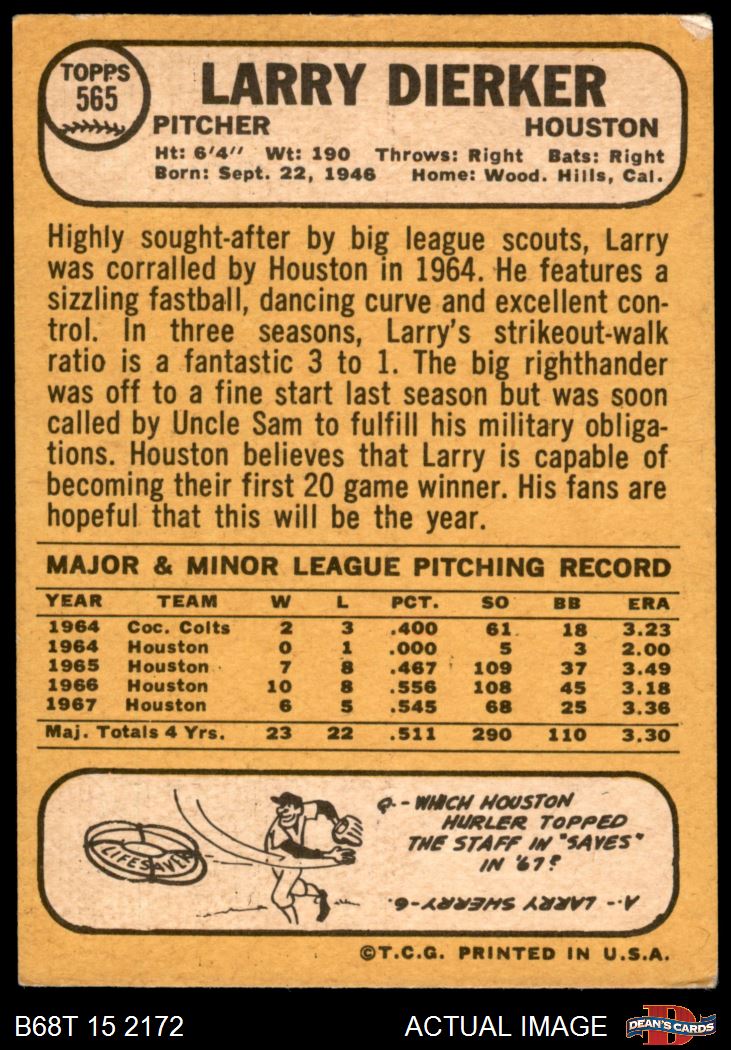 TOPPS
565
LARRY DIERKER
PITCHER HOUSTON
Ht: 6'4" Wt: 190 Throws: Right Bats: Right
Born: Sept. 22, 1946 Home: Wood. Hills, Cal.
Highly sought-after by big league scouts, Larry
was corralled by Houston in 1964. He features a
sizzling fastball, dancing curve and excellent con-
trol. In three seasons, Larry's strikeout-walk
ratio is a fantastic 3 to 1. The big righthander
was off to a fine start last season but was soon
called by Uncle Sam to fulfill his military obliga-
tions. Houston believes that Larry is capable of
becoming their first 20 game winner. His fans are
hopeful that this will be the year.
MAJOR & MINOR LEAGUE PITCHING RECORD
YEAR TEAM W L PCT. SO BB ERA
1964 Coc. Colts 2 3 .400 61 18 3.23
1964 Houston 0 1 .000 5 3 2.00
1965 Houston 7 8 .467 109 37 3.49
1966 Houston 10 8 .556 108 45 3.18
1967 Houston 6 5 .545 68 25 3.36
Maj. Totals 4 Yrs. 23 22 .511 290 110 3.30
LIFESAVER
Q.- WHICH HOUSTON
HURLER TOPPED
THE STAFF IN "SAVES"
IN '67?
A.- LARRY SHERRY-6
©T.C.G. PRINTED IN U.S.A.
B68T 15 2172 ACTUAL IMAGE
DEAN'S CARDS